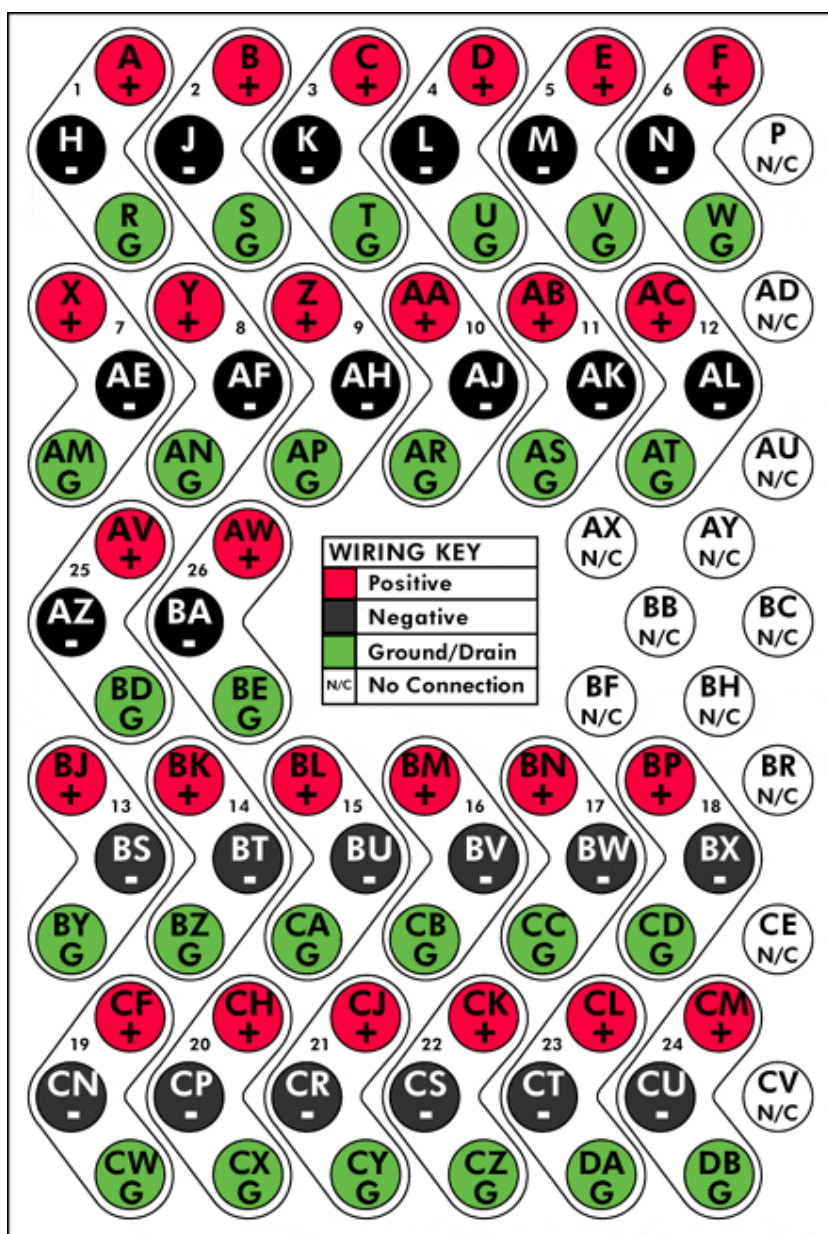 A B C D E F
+ + + + + +
1 2 3 4 5 6
H J K L M N P
- - - - - - N/C
R S T U V W
G G G G G G
X Y Z AA AB AC AD
+ + + + + + N/C
7 8 9 10 11 12
AE AF AH AJ AK AL
- - - - - -
AM AN AP AR AS AT AU
G G G G G G N/C
AV AW AX AY
+ + N/C N/C
25 26
AZ BA BB BC
- - N/C N/C
BD BE BF BH
G G N/C N/C
WIRING KEY
Positive
Negative
Ground/Drain
N/C No Connection
BJ BK BL BM BN BP BR
+ + + + + + N/C
13 14 15 16 17 18
BS BT BU BV BW BX
- - - - - -
BY BZ CA CB CC CD CE
G G G G G G N/C
CF CH CJ CK CL CM
+ + + + + +
19 20 21 22 23 24
CN CP CR CS CT CU CV
- - - - - - N/C
CW CX CY CZ DA DB
G G G G G G